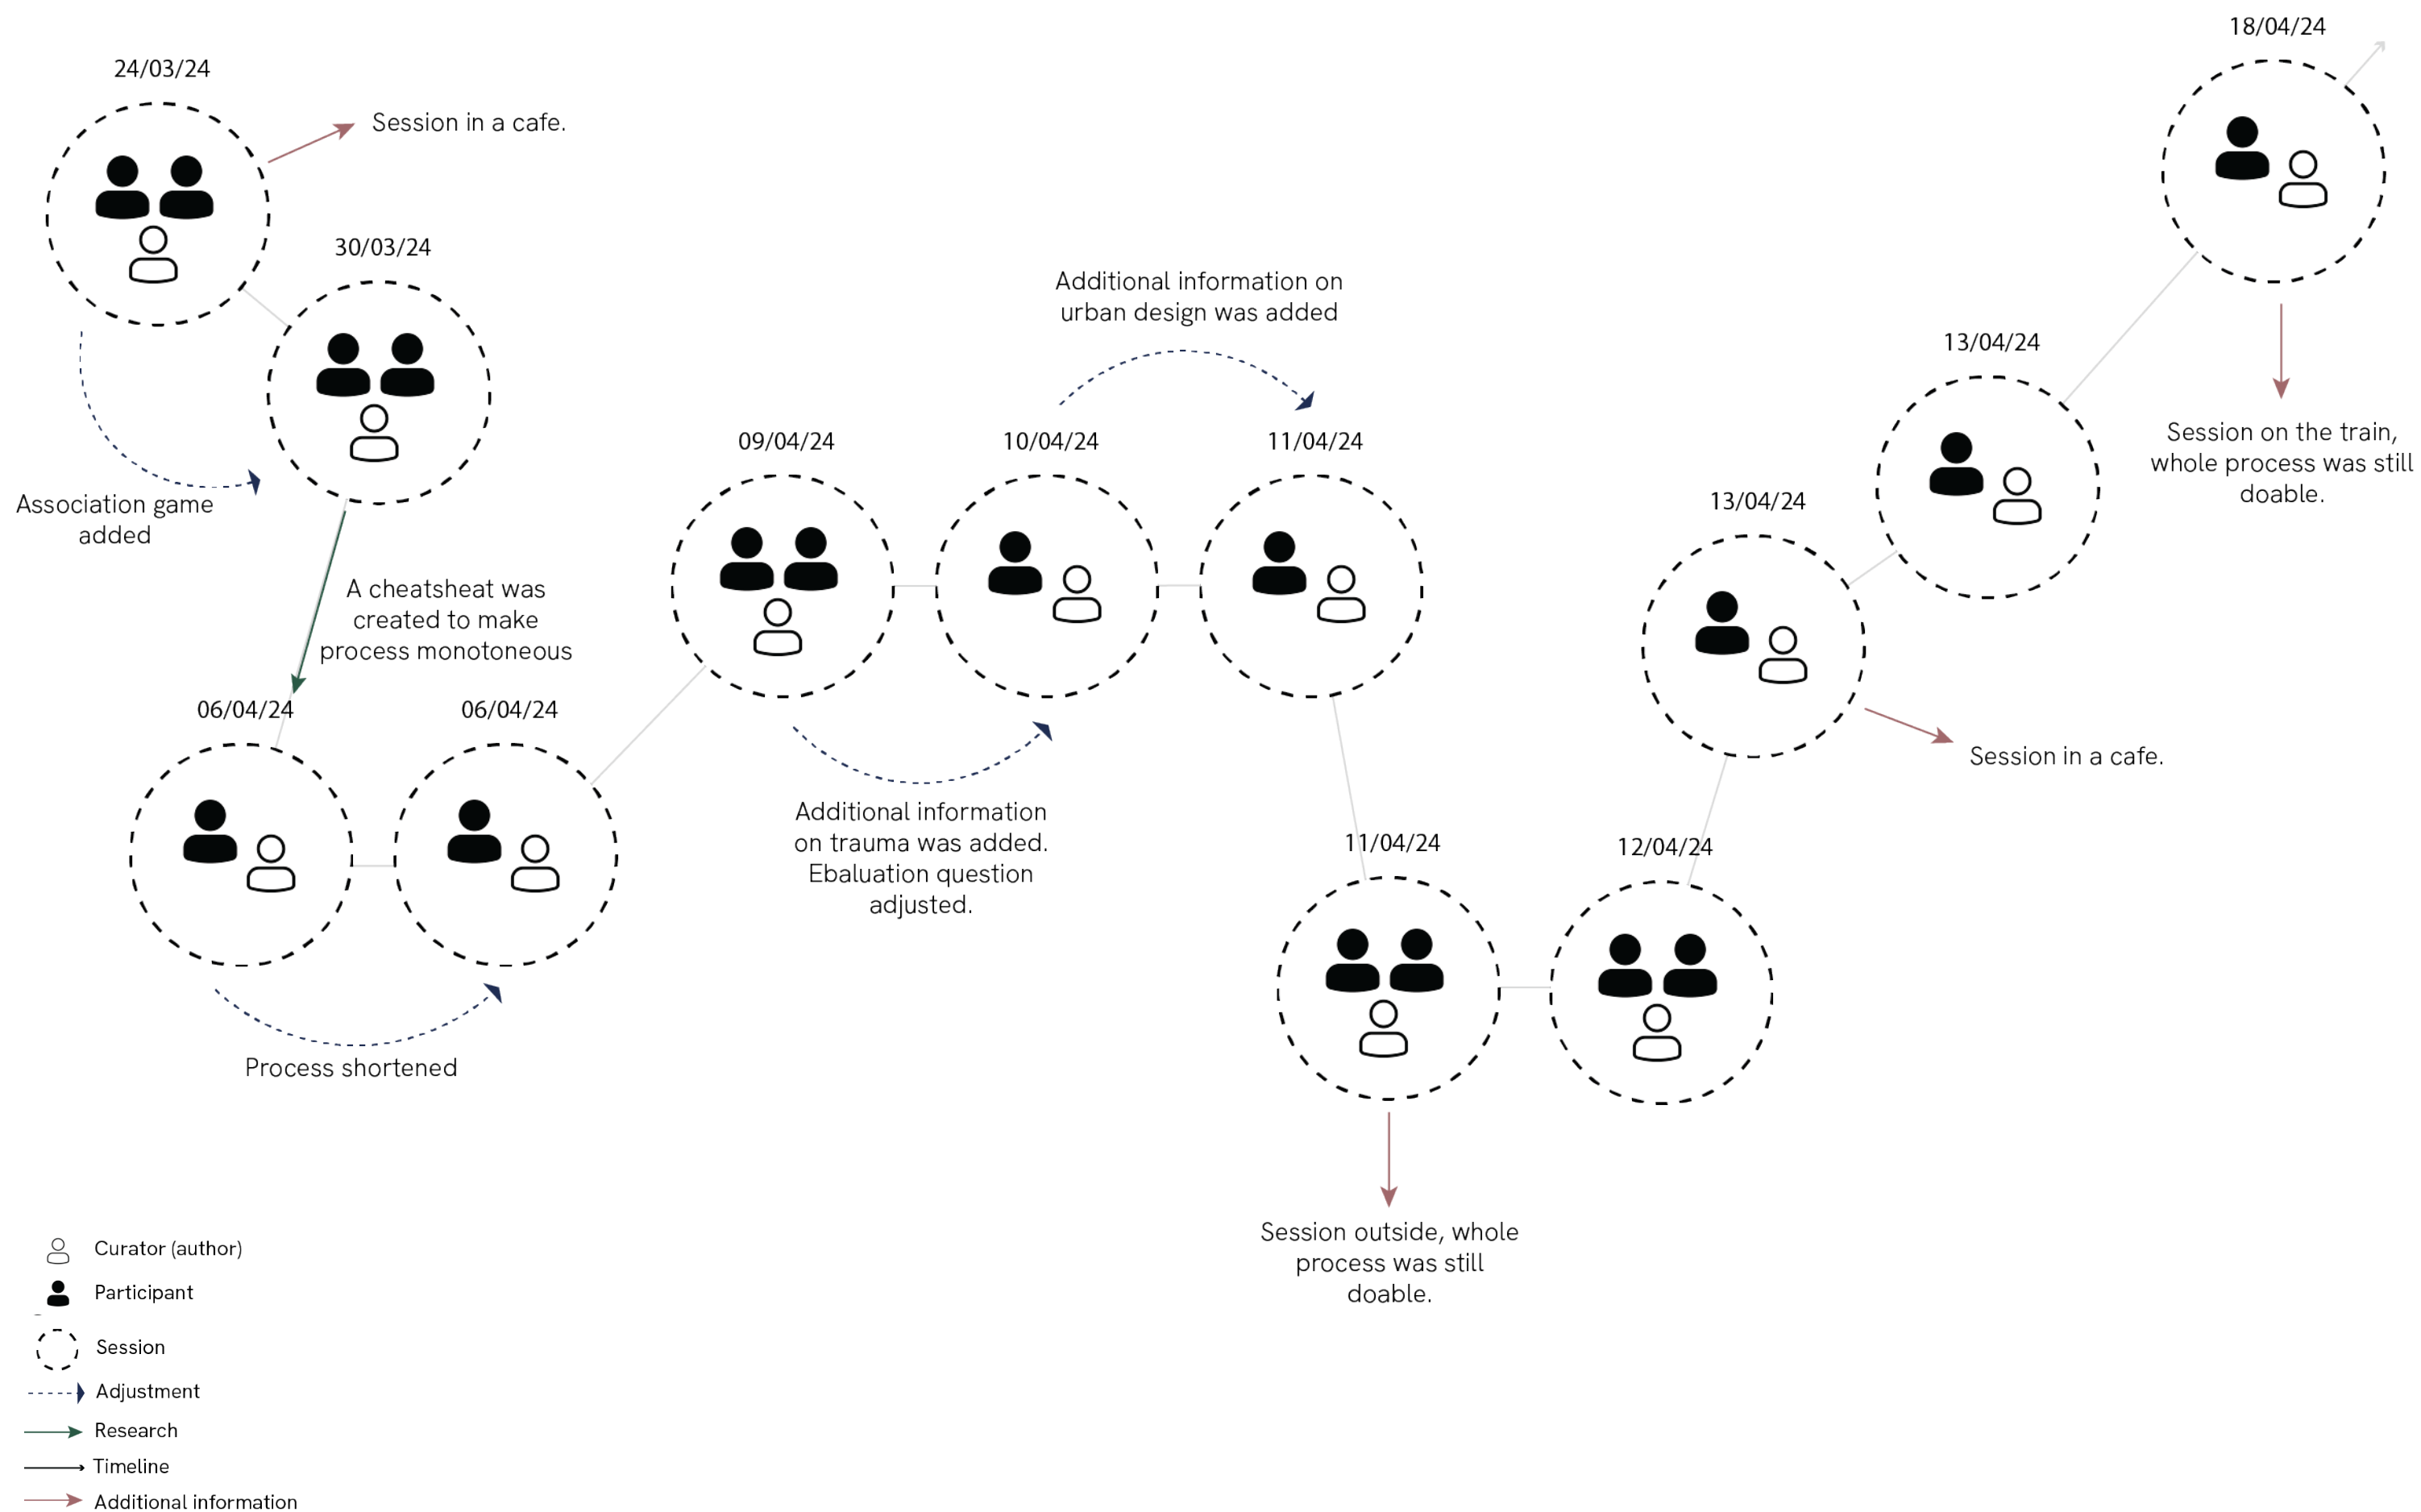 24/03/24
Session in a cafe.
30/03/24
Association game
added
A cheatsheat was
created to make
process monotoneous
06/04/24
06/04/24
Process shortened
09/04/24
Additional information
on trauma was added.
Ebaluation question
adjusted.
10/04/24
Additional information on
urban design was added
11/04/24
11/04/24
Session outside, whole
process was still
doable.
12/04/24
13/04/24
Session in a cafe.
13/04/24
18/04/24
Session on the train,
whole process was still
doable.
Curator (author)
Participant
Session
Adjustment
Research
Timeline
Additional information